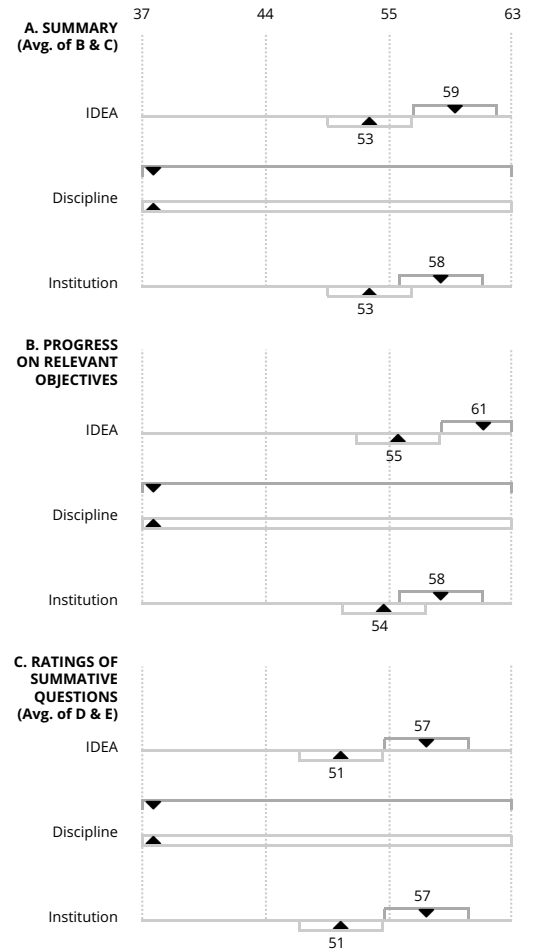 37 44 55 63
A. SUMMARY
(Avg. of B & C)
59
IDEA
53
Discipline
58
Institution
53
B. PROGRESS
ON RELEVANT
OBJECTIVES
61
IDEA
55
Discipline
58
Institution
54
C. RATINGS OF
SUMMATIVE
QUESTIONS
(Avg. of D & E)
57
IDEA
51
Discipline
57
Institution
51